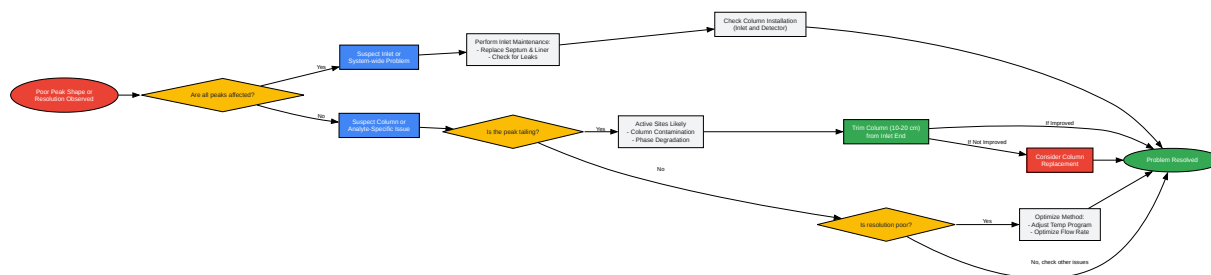 Poor Peak Shape or
Resolution Observed
Are all peaks affected?
Yes
Suspect Inlet or
System-wide Problem
Perform Inlet Maintenance:
- Replace Septum & Liner
- Check for Leaks
Check Column Installation
(Inlet and Detector)
No
Suspect Column or
Analyte-Specific Issue
Is the peak tailing?
Yes
Active Sites Likely
- Column Contamination
- Phase Degradation
Trim Column (10-20 cm)
from Inlet End
If Improved
If Not Improved
Consider Column
Replacement
Problem Resolved
No
Is resolution poor?
Yes
Optimize Method:
- Adjust Temp Program
- Optimize Flow Rate
No, check other issues